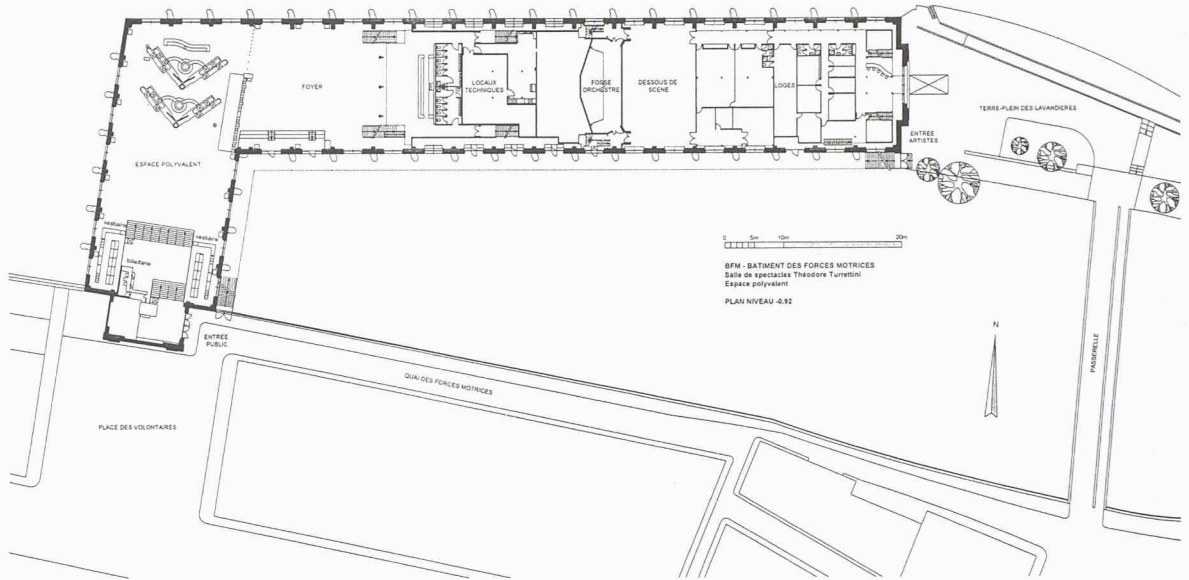 FOYER
LOCAUX
TECHNIQUES
FOSSE
ORCHESTRE
DESSOUS DE
SCENE
LOGES
TERRE-PLEIN DES LAVANDIERES
ENTREE
ARTISTES
ESPACE POLYVALENT
vestiaire
vestiaire
billetterie
0 5m 10m 20m
BFM - BATIMENT DES FORCES MOTRICES
Salle de spectacles Théodore Turrettini
Espace polyvalent
PLAN NIVEAU -0.92
N
PASSERELLE
ENTREE
PUBLIC
QUAI DES FORCES MOTRICES
PLACE DES VOLONTAIRES